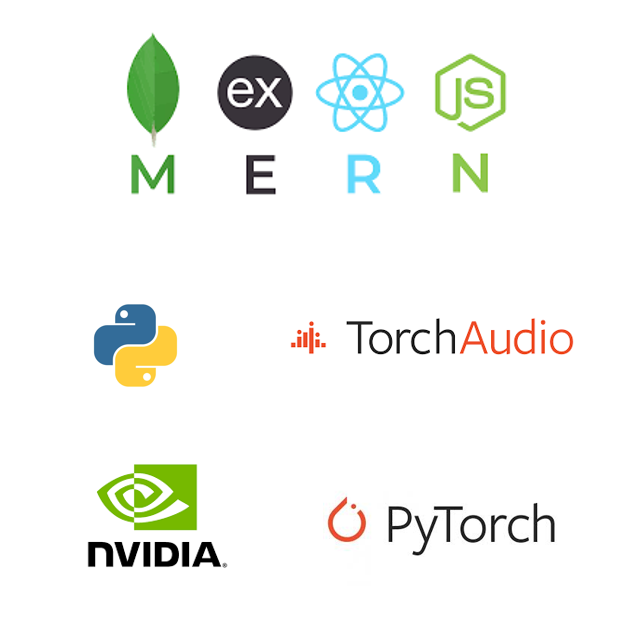 ex JS
M E R N
TorchAudio
NVIDIA®
PyTorch